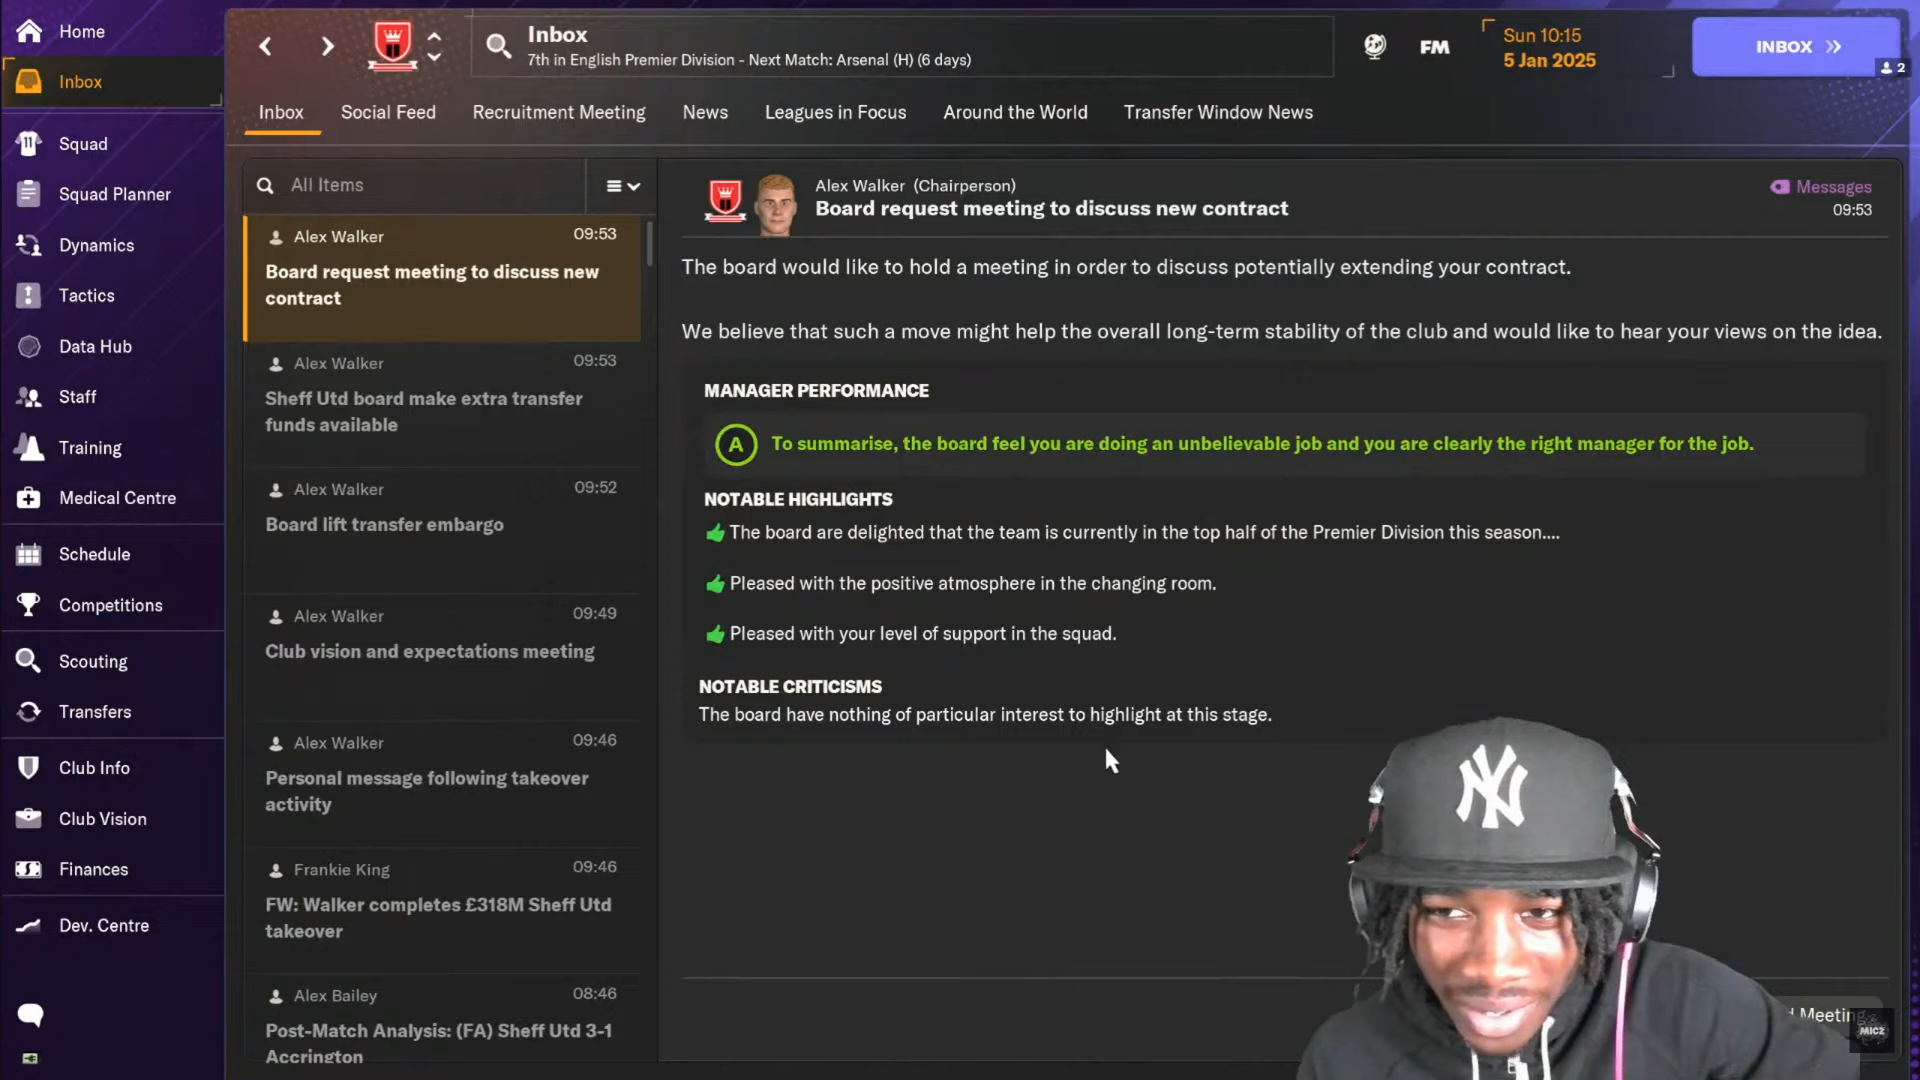 Home
Inbox
Squad
Squad Planner
Dynamics
Tactics
Data Hub
Staff
Training
Medical Centre
Schedule
Competitions
Scouting
Transfers
Club Info
Club Vision
Finances
Dev. Centre
Inbox
7th in English Premier Division - Next Match: Arsenal (H) (6 days)
FM
Sun 10:15
5 Jan 2025
INBOX
2
Inbox Social Feed Recruitment Meeting News Leagues in Focus Around the World Transfer Window News
All Items
Alex Walker 09:53
Board request meeting to discuss new
contract
Alex Walker 09:53
Sheff Utd board make extra transfer
funds available
Alex Walker 09:52
Board lift transfer embargo
Alex Walker 09:49
Club vision and expectations meeting
Alex Walker 09:46
Personal message following takeover
activity
Frankie King 09:46
FW: Walker completes £318M Sheff Utd
takeover
Alex Bailey 08:46
Post-Match Analysis: (FA) Sheff Utd 3-1
Accrington
Alex Walker (Chairperson)
Board request meeting to discuss new contract
Messages
09:53
The board would like to hold a meeting in order to discuss potentially extending your contract.
We believe that such a move might help the overall long-term stability of the club and would like to hear your views on the idea.
MANAGER PERFORMANCE
A To summarise, the board feel you are doing an unbelievable job and you are clearly the right manager for the job.
NOTABLE HIGHLIGHTS
The board are delighted that the team is currently in the top half of the Premier Division this season....
Pleased with the positive atmosphere in the changing room.
Pleased with your level of support in the squad.
NOTABLE CRITICISMS
The board have nothing of particular interest to highlight at this stage.
NY
Meeting
MICZ